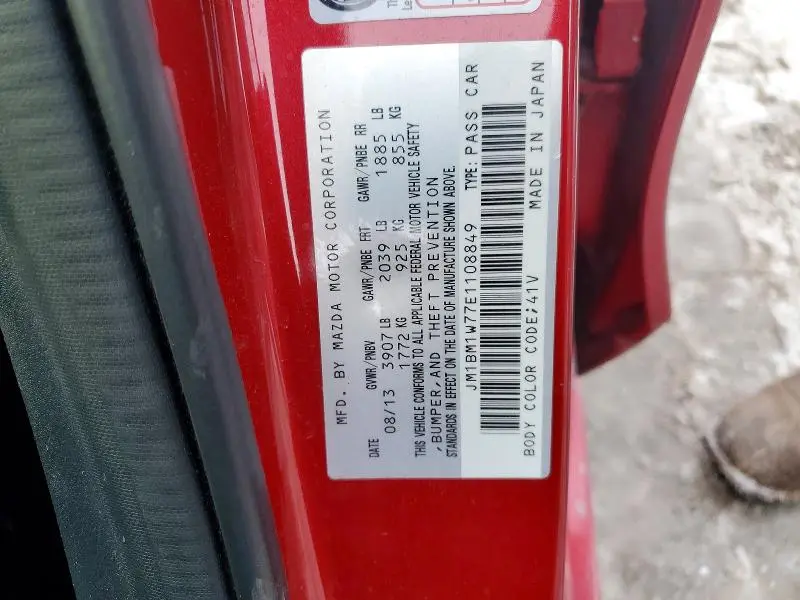 Th
Le
MFD. BY MAZDA MOTOR CORPORATION
DATE GVWR/PNBV GAWR/PNBE FRT GAWR/PNBE RR
08/13 3907 LB 2039 LB 1885 LB
1772 KG 925 KG 855 KG
THIS VEHICLE CONFORMS TO ALL APPLICABLE FEDERAL MOTOR VEHICLE SAFETY
,BUMPER,AND THEFT PREVENTION
STANDARDS IN EFFECT ON THE DATE OF MANUFACTURE SHOWN ABOVE.
JM1BM1W77E1108849 TYPE: PASS CAR
BODY COLOR CODE;41V MADE IN JAPAN